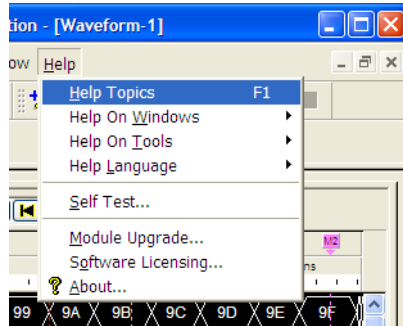 tion - [Waveform-1]
ow Help
Help Topics F1
Help On Windows
Help On Tools
Help Language
Self Test...
Module Upgrade...
Software Licensing...
About...
M2
ns
99 9A 9B 9C 9D 9E 9F